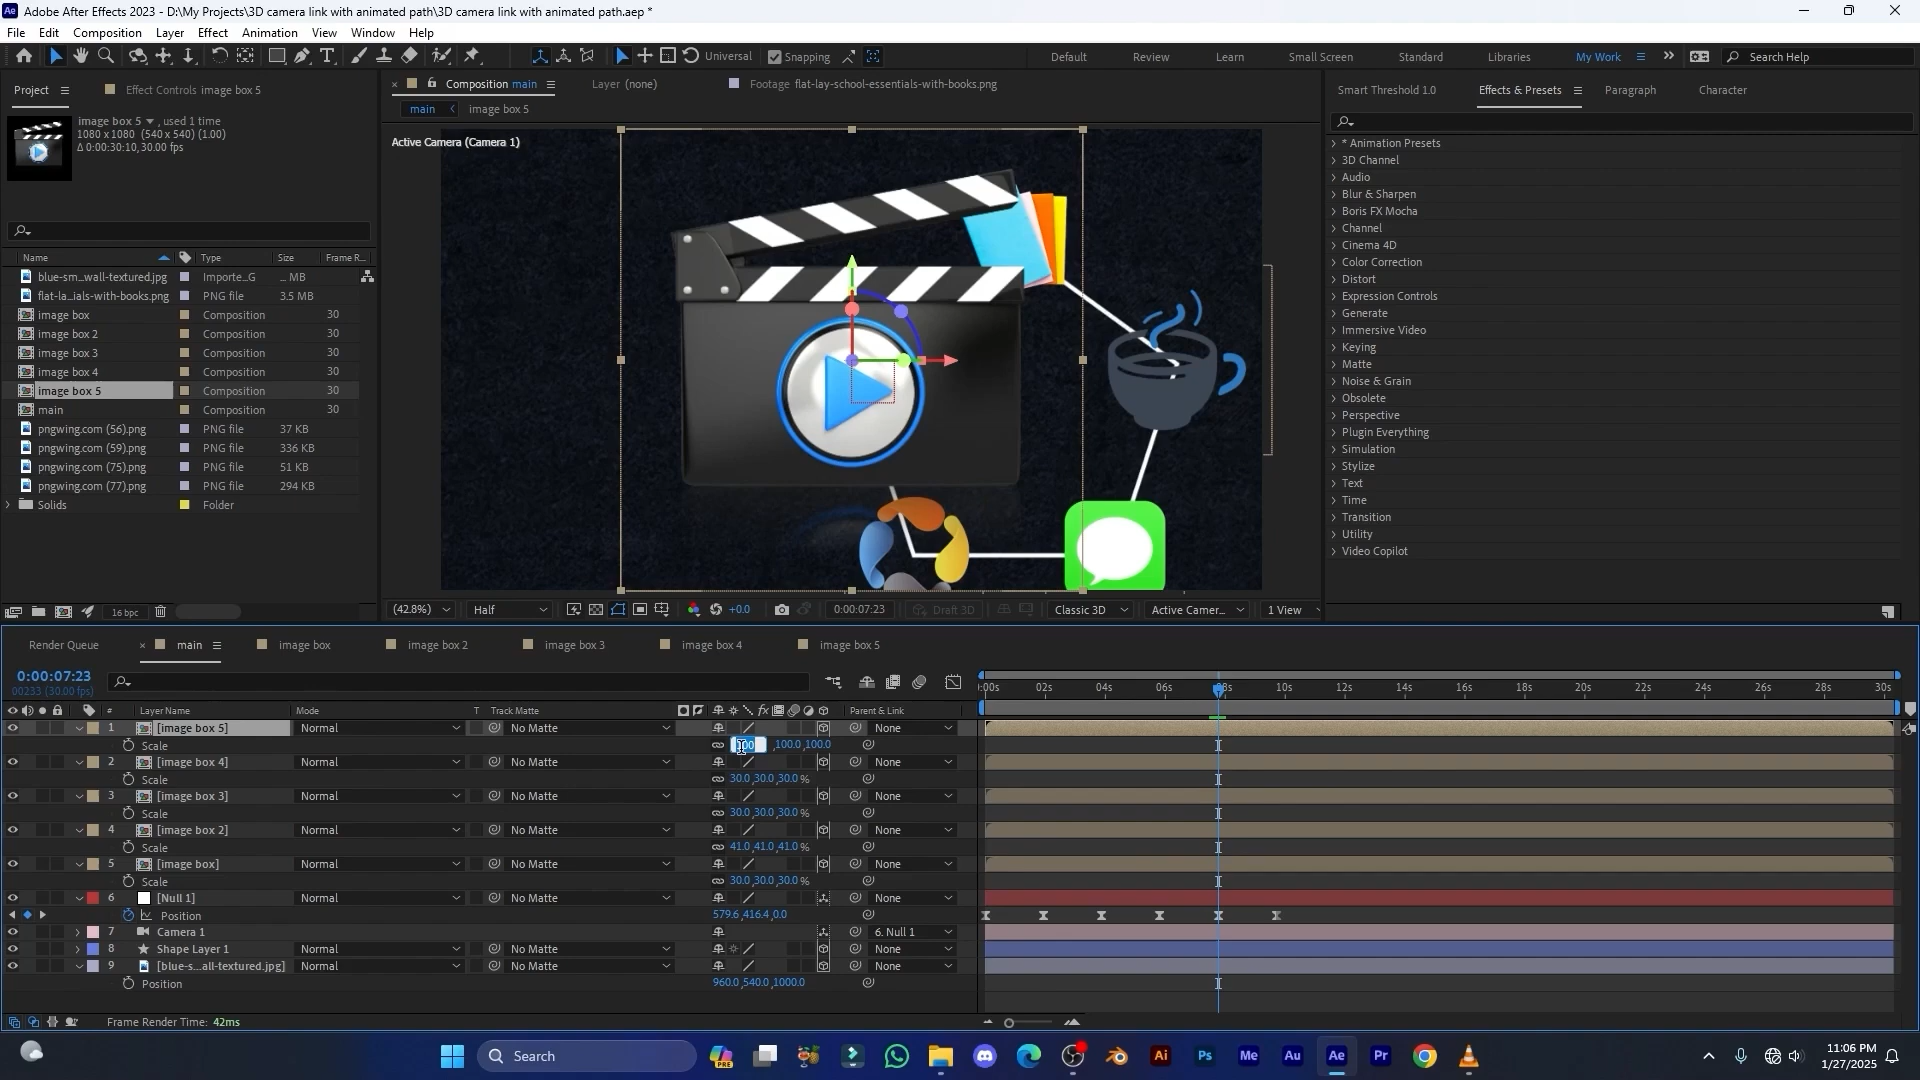 Adobe After Effects 2023 - D:\My Projects\3D camera link with animated path\3D camera link with animated path.aep *
File Edit Composition Layer Effect Animation View Window Help
Universal Snapping Default Review Learn Small Screen Standard Libraries My Work Search Help
Project Effect Controls image box 5
Composition main Layer (none) Footage flat-lay-school-essentials-with-books.png
Smart Threshold 1.0 Effects & Presets Paragraph Character
main image box 5
image box 5 , used 1 time
1080 x 1080 (540 x 540) (1.00)
Δ 0:00:30:10, 30.00 fps
Active Camera (Camera 1)
Name Type Size Frame R...
blue-sm...wall-textured.jpg Importe...G ... MB
flat-la...ials-with-books.png PNG file 3.5 MB
image box Composition 30
image box 2 Composition 30
image box 3 Composition 30
image box 4 Composition 30
image box 5 Composition 30
main Composition 30
pngwing.com (56).png PNG file 37 KB
pngwing.com (59).png PNG file 336 KB
pngwing.com (75).png PNG file 51 KB
pngwing.com (77).png PNG file 294 KB
Solids Folder
16 bpc
* Animation Presets
3D Channel
Audio
Blur & Sharpen
Boris FX Mocha
Channel
Cinema 4D
Color Correction
Distort
Expression Controls
Generate
Immersive Video
Keying
Matte
Noise & Grain
Obsolete
Perspective
Plugin Everything
Simulation
Stylize
Text
Time
Transition
Utility
Video Copilot
(42.8%) Half +0.0 0:00:07:23 Draft 3D Classic 3D Active Camer... 1 View
Render Queue main image box image box 2 image box 3 image box 4 image box 5
0:00:07:23
00233 (30.00 fps)
:00s 02s 04s 06s 08s 10s 12s 14s 16s 18s 20s 22s 24s 26s 28s 30s
# Layer Name Mode T Track Matte fx Parent & Link
1 [image box 5] Normal No Matte None
Scale 100 ,100.0,100.0
2 [image box 4] Normal No Matte None
Scale 30.0,30.0,30.0 %
3 [image box 3] Normal No Matte None
Scale 30.0,30.0,30.0 %
4 [image box 2] Normal No Matte None
Scale 41.0,41.0,41.0 %
5 [image box] Normal No Matte None
Scale 30.0,30.0,30.0 %
6 [Null 1] Normal No Matte None
Position 579.6,416.4,0.0
7 Camera 1 6. Null 1
8 Shape Layer 1 Normal No Matte None
9 [blue-s...all-textured.jpg] Normal No Matte None
Position 960.0,540.0,1000.0
Frame Render Time: 42ms
Search PRE Ai Ps Me Au Ae Pr
11:06 PM
1/27/2025